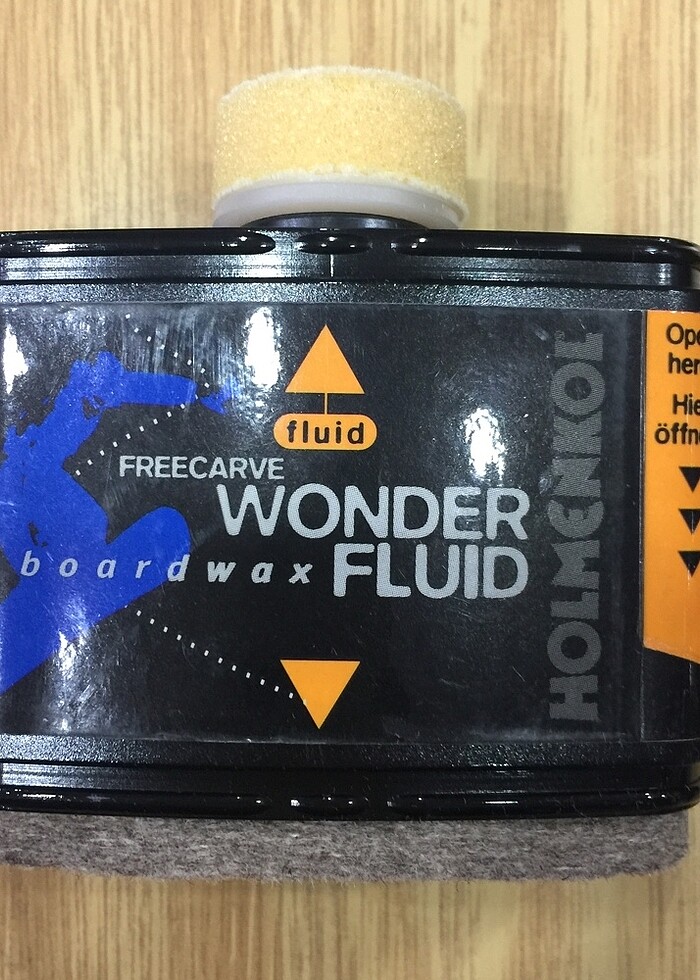 fluid
FREECARVE
WONDER
boardwax FLUID
HOLMENKOL